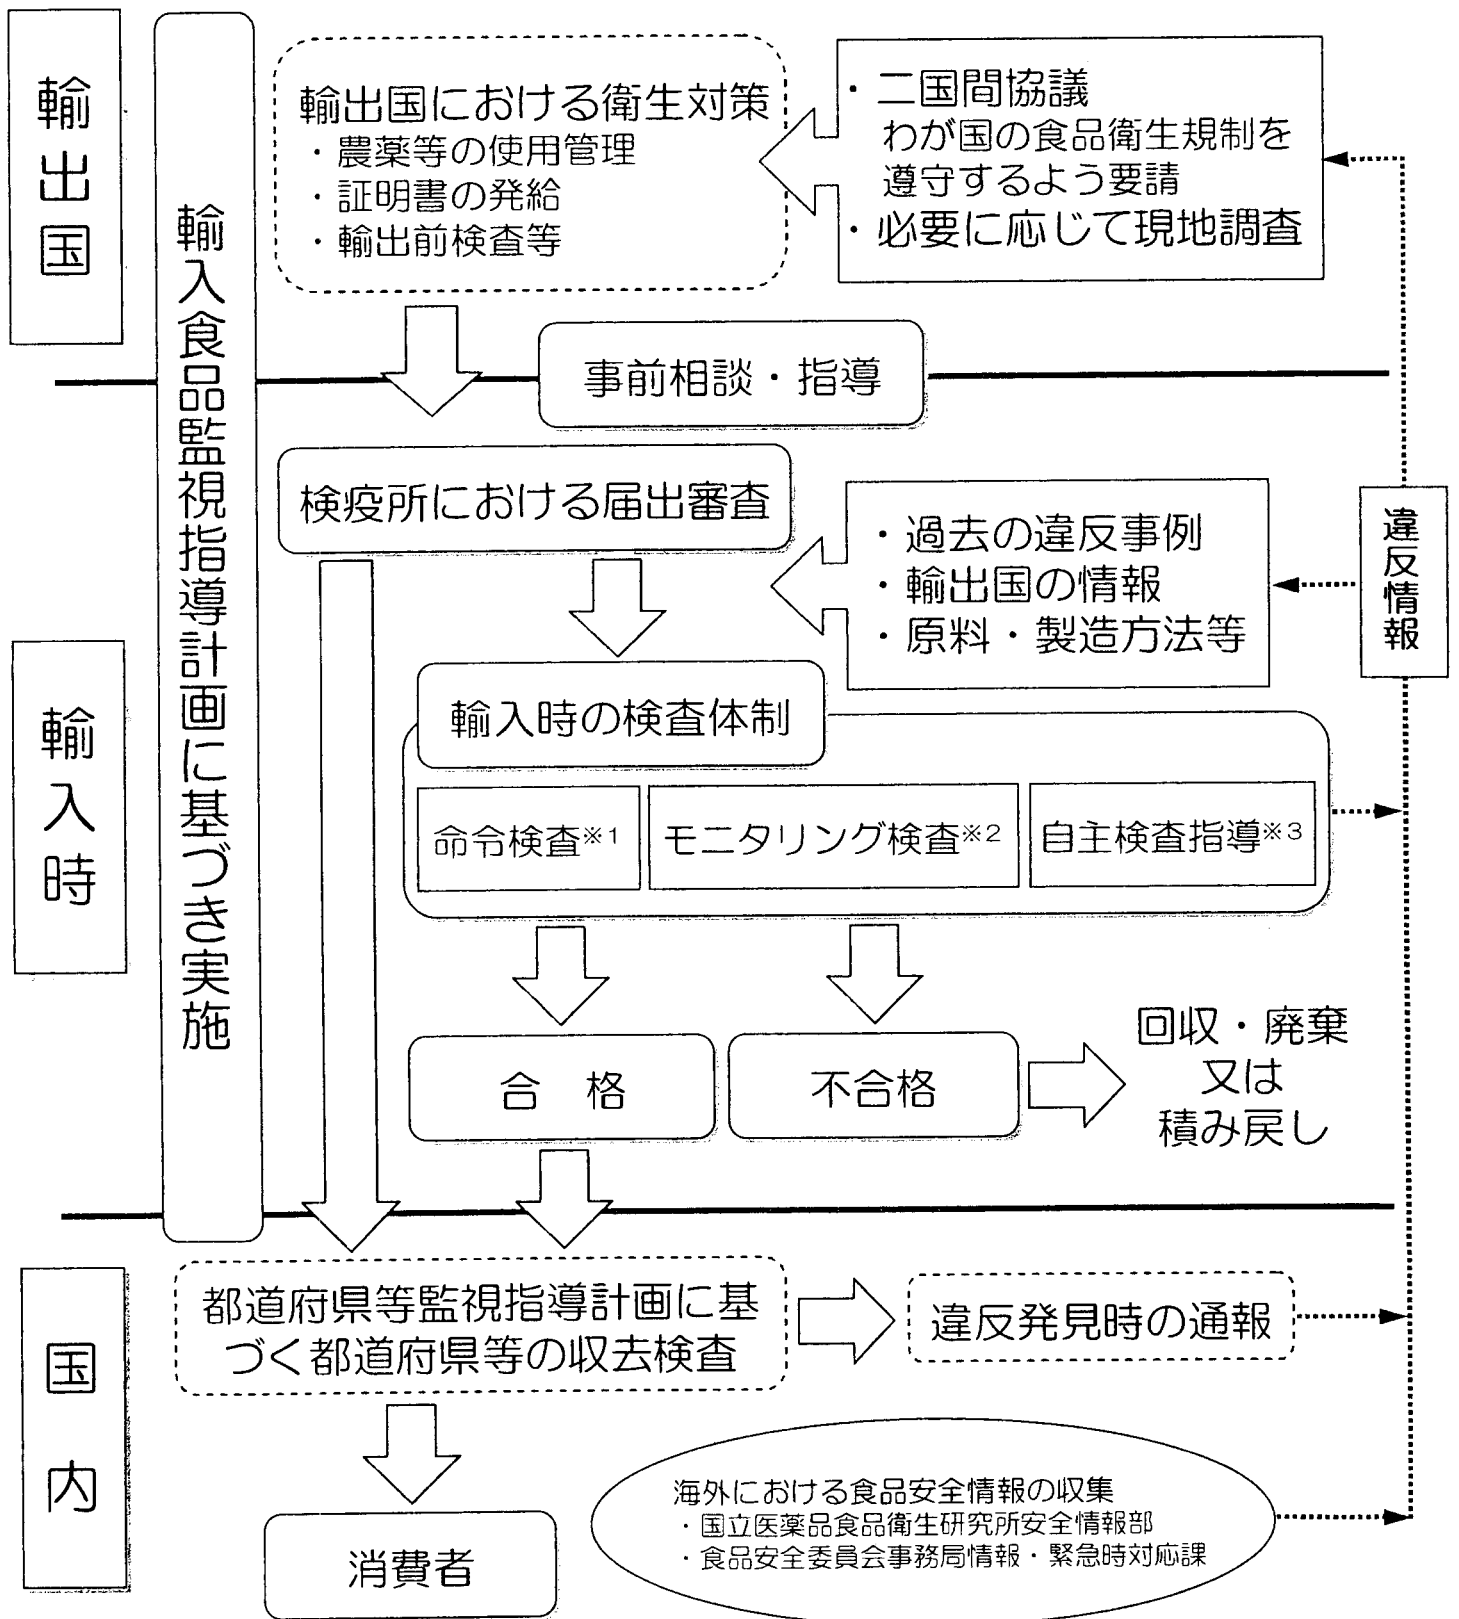 輸出国
輸入食品監視指導計画に基づき実施
輸出国における衛生対策
・農薬等の使用管理
・証明書の発給
・輸出前検査等
・二国間協議
わが国の食品衛生規制を
遵守するよう要請
・必要に応じて現地調査
事前相談・指導
輸入時
検疫所における届出審査
・過去の違反事例
・輸出国の情報
・原料・製造方法等
違反情報
輸入時の検査体制
命令検査※1
モニタリング検査※2
自主検査指導※3
合 格
不合格
回収・廃棄
又は
積み戻し
国内
都道府県等監視指導計画に基
づく都道府県等の収去検査
違反発見時の通報
消費者
海外における食品安全情報の収集
・国立医薬品食品衛生研究所安全情報部
・食品安全委員会事務局情報・緊急時対応課